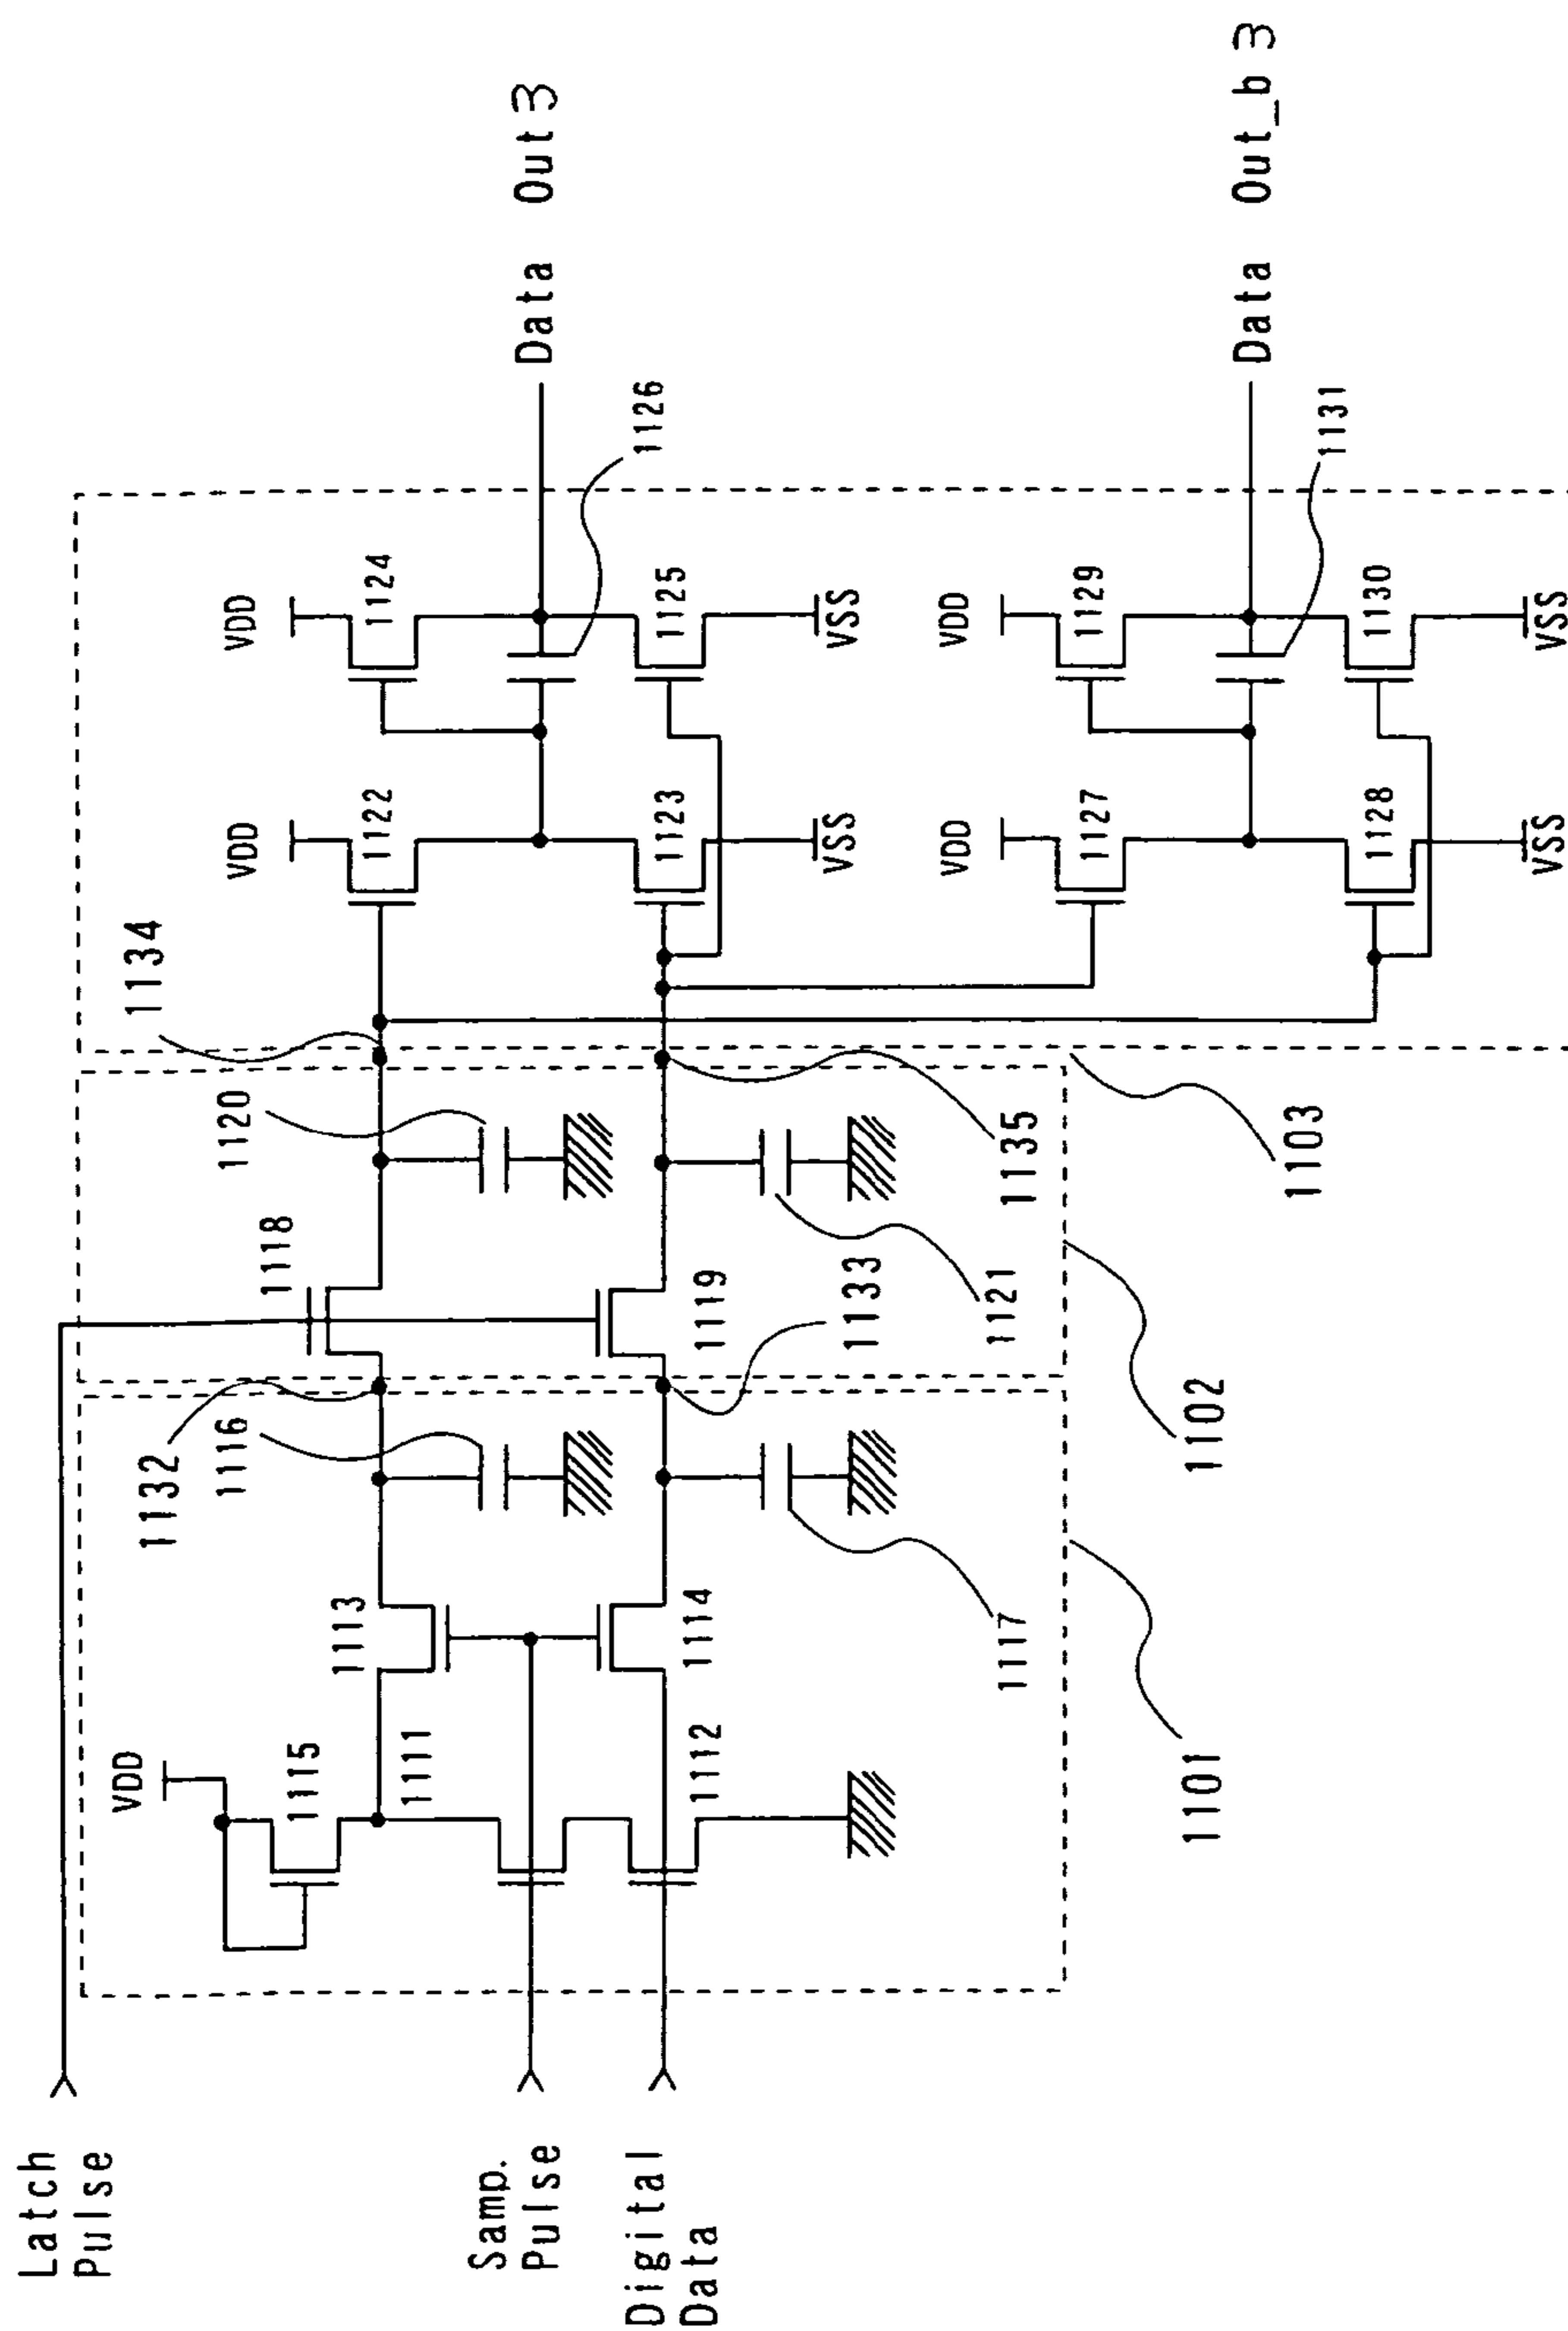 Latch
Pulse
Samp.
Pulse
Digital
Data
VDD
1115
1111
1112
1113
1114
1132
1116
1117
1101
1118
1119
1133
1120
1121
1102
1134
1135
1103
VDD
1122
1123
VSS
VDD
1124
1125
VSS
1126
Data Out3
VDD
1127
1128
VSS
VDD
1129
1130
VSS
1131
Data Out_b3